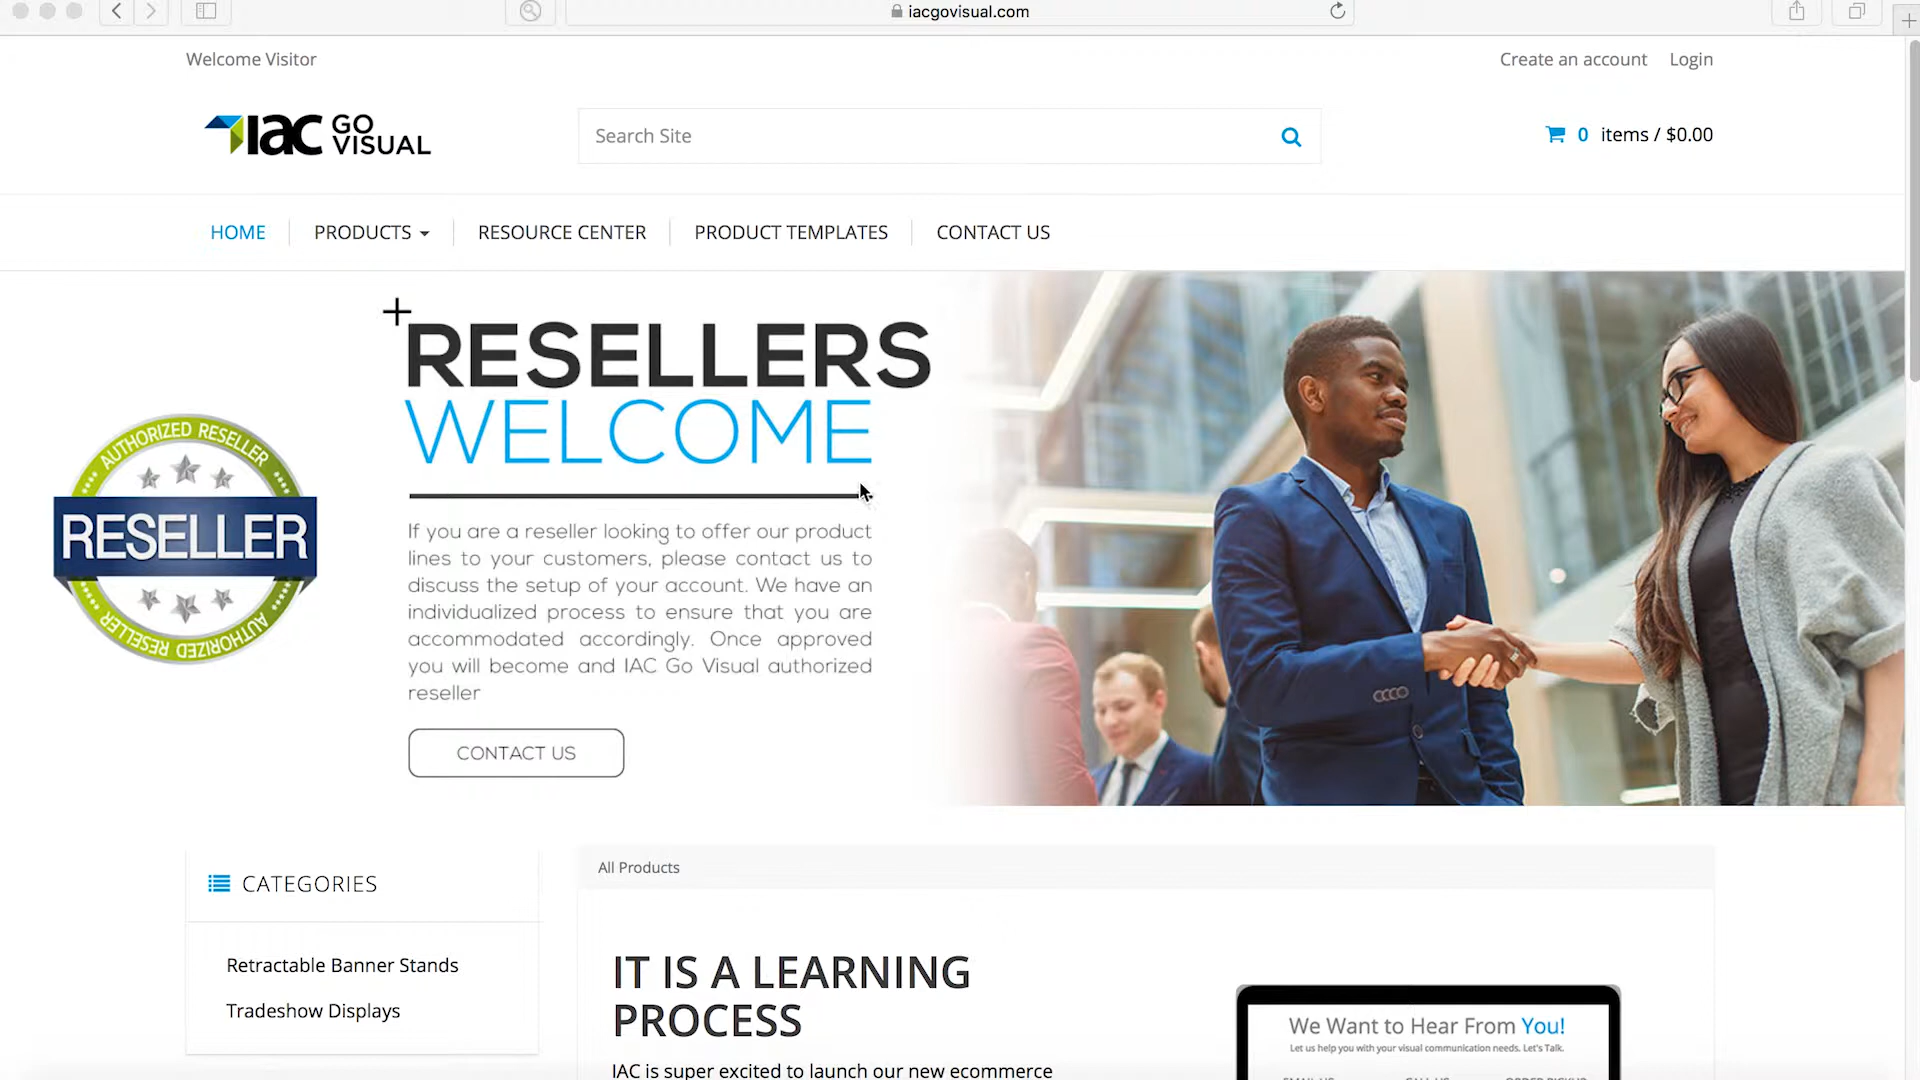 iacgovisual.com
Welcome Visitor
Create an account
Login
IAC GO VISUAL
Search Site
0 items / $0.00
HOME
PRODUCTS
RESOURCE CENTER
PRODUCT TEMPLATES
CONTACT US
RESELLERS
WELCOME
AUTHORIZED RESELLER
RESELLER
AUTHORIZED RESELLER
If you are a reseller looking to offer our product
lines to your customers, please contact us to
discuss the setup of your account. We have an
individualized process to ensure that you are
accommodated accordingly. Once approved
you will become and IAC Go Visual authorized
reseller
CONTACT US
CATEGORIES
Retractable Banner Stands
Tradeshow Displays
All Products
IT IS A LEARNING
PROCESS
IAC is super excited to launch our new ecommerce
We Want to Hear From You!
Let us help you with your visual communication needs. Let's Talk.